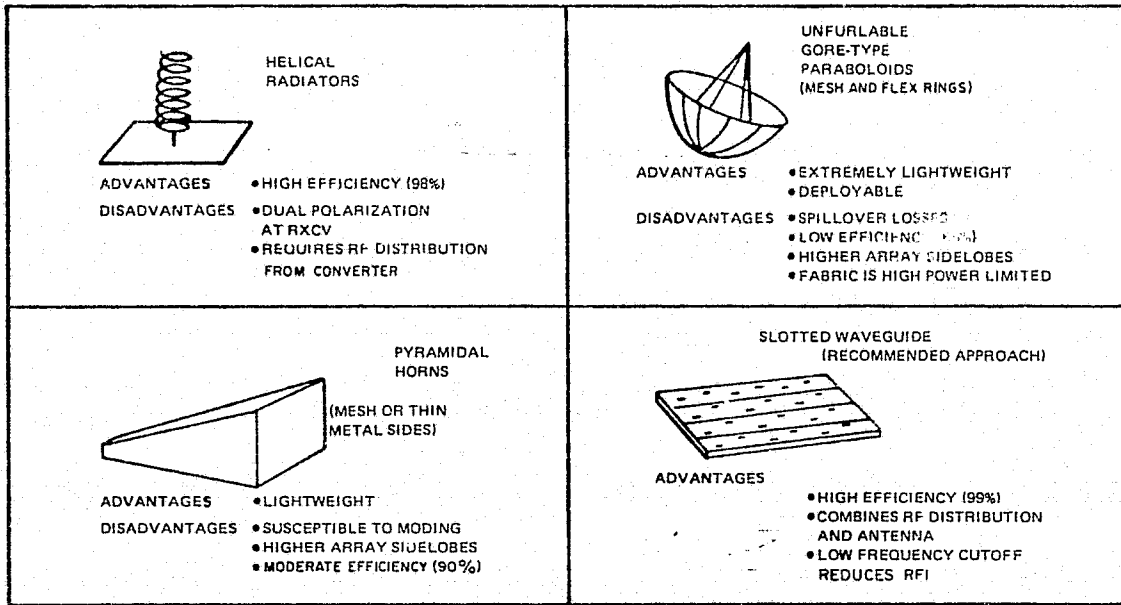 HELICAL
RADIATORS
ADVANTAGES • HIGH EFFICIENCY (98%)
DISADVANTAGES • DUAL POLARIZATION
AT RXCV
• REQUIRES RF DISTRIBUTION
FROM CONVERTER
UNFURLABLE
GORE-TYPE
PARABOLOIDS
(MESH AND FLEX RINGS)
ADVANTAGES • EXTREMELY LIGHTWEIGHT
• DEPLOYABLE
DISADVANTAGES • SPILLOVER LOSSES
• LOW
• HIGHER ARRAY SIDELOBES
• FABRIC IS HIGH POWER LIMITED
PYRAMIDAL
HORNS
(MESH OR THIN
METAL SIDES)
ADVANTAGES • LIGHTWEIGHT
DISADVANTAGES • SUSCEPTIBLE TO MODING
• HIGHER ARRAY SIDELOBES
• MODERATE EFFICIENCY (90%)
SLOTTED WAVEGUIDE
(RECOMMENDED APPROACH)
ADVANTAGES
• HIGH EFFICIENCY (99%)
• COMBINES RF DISTRIBUTION
AND ANTENNA
• LOW FREQUENCY CUTOFF
REDUCES RFI